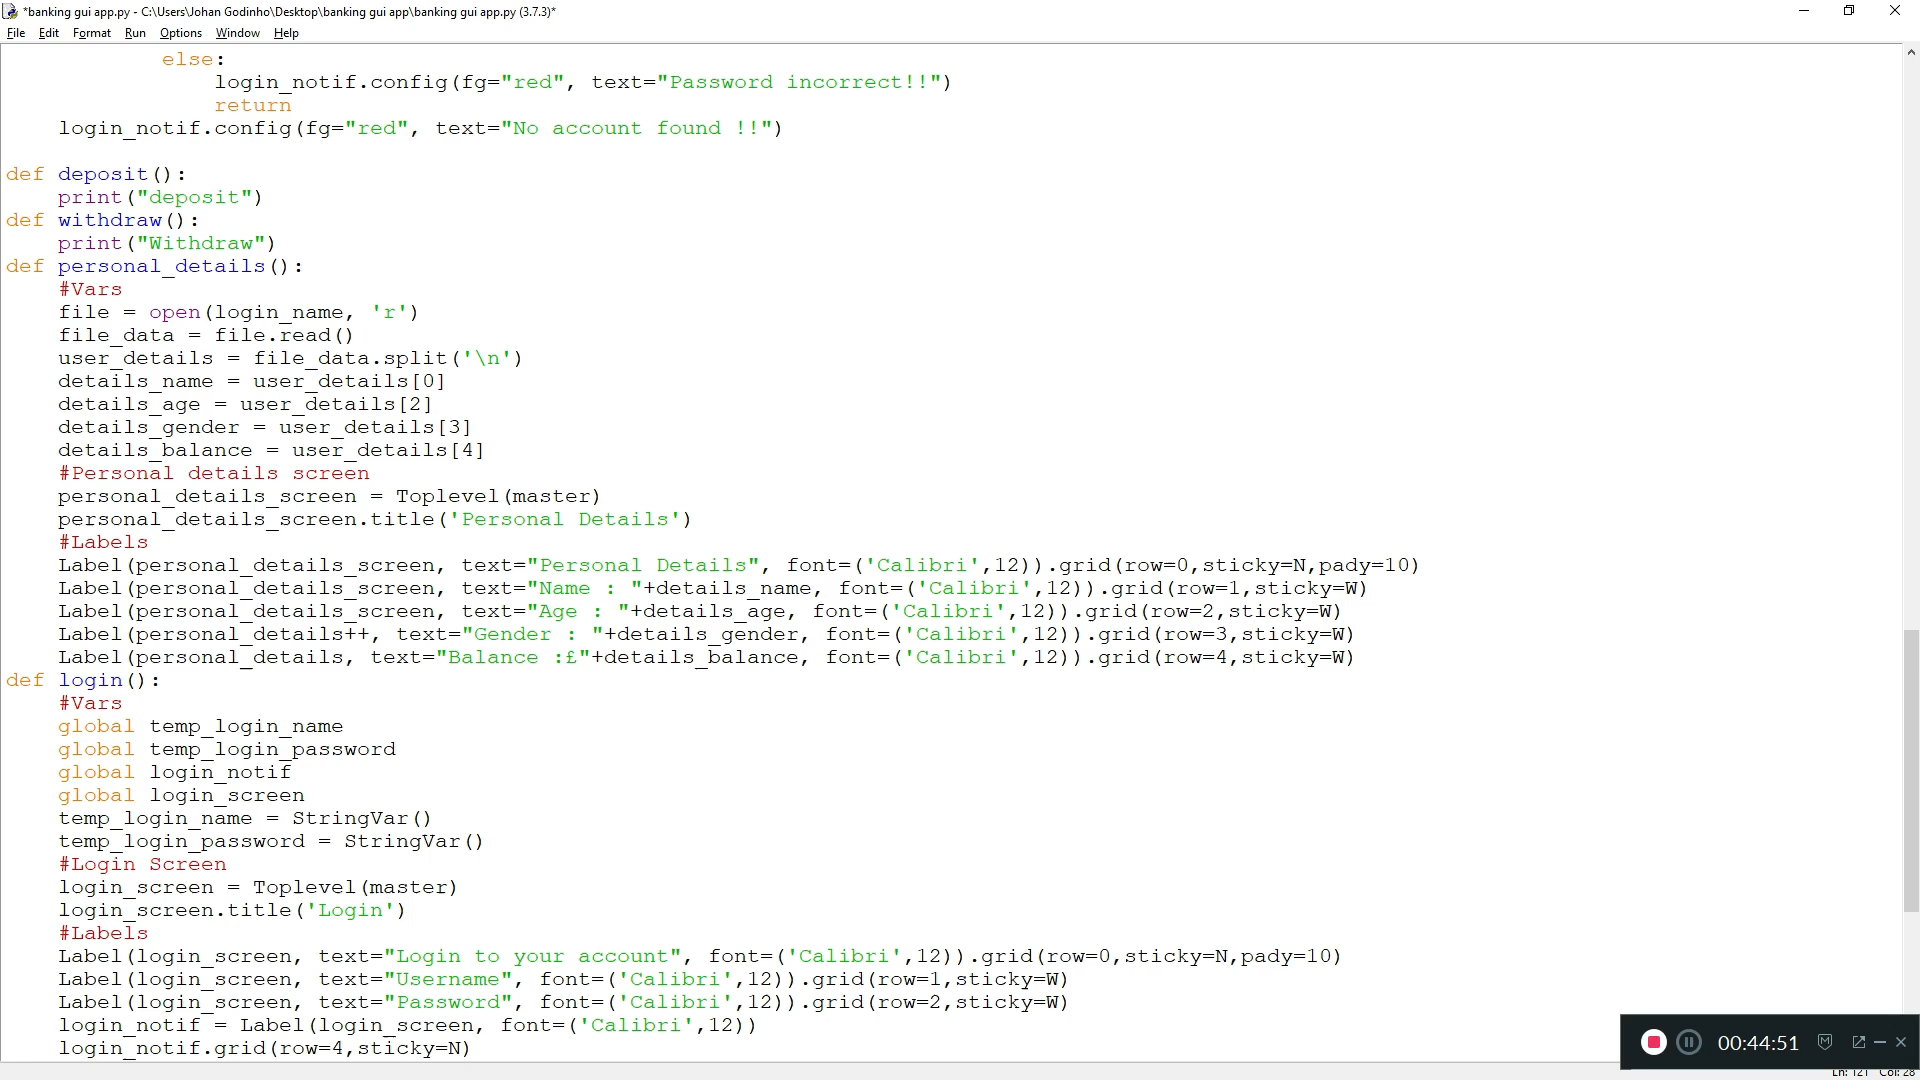 *banking gui app.py - C:\Users\Johan Godinho\Desktop\banking gui app\banking gui app.py (3.7.3)*
File Edit Format Run Options Window Help
            else:
                login_notif.config(fg="red", text="Password incorrect!!")
                return
    login_notif.config(fg="red", text="No account found !!")
def deposit():
    print("deposit")
def withdraw():
    print("Withdraw")
def personal_details():
    #Vars
    file = open(login_name, 'r')
    file_data = file.read()
    user_details = file_data.split('\n')
    details_name = user_details[0]
    details_age = user_details[2]
    details_gender = user_details[3]
    details_balance = user_details[4]
    #Personal details screen
    personal_details_screen = Toplevel(master)
    personal_details_screen.title('Personal Details')
    #Labels
    Label(personal_details_screen, text="Personal Details", font=('Calibri',12)).grid(row=0,sticky=N,pady=10)
    Label(personal_details_screen, text="Name : "+details_name, font=('Calibri',12)).grid(row=1,sticky=W)
    Label(personal_details_screen, text="Age : "+details_age, font=('Calibri',12)).grid(row=2,sticky=W)
    Label(personal_details++, text="Gender : "+details_gender, font=('Calibri',12)).grid(row=3,sticky=W)
    Label(personal_details, text="Balance :£"+details_balance, font=('Calibri',12)).grid(row=4,sticky=W)
def login():
    #Vars
    global temp_login_name
    global temp_login_password
    global login_notif
    global login_screen
    temp_login_name = StringVar()
    temp_login_password = StringVar()
    #Login Screen
    login_screen = Toplevel(master)
    login_screen.title('Login')
    #Labels
    Label(login_screen, text="Login to your account", font=('Calibri',12)).grid(row=0,sticky=N,pady=10)
    Label(login_screen, text="Username", font=('Calibri',12)).grid(row=1,sticky=W)
    Label(login_screen, text="Password", font=('Calibri',12)).grid(row=2,sticky=W)
    login_notif = Label(login_screen, font=('Calibri',12))
    login_notif.grid(row=4,sticky=N)
00:44:51
Ln: 121 Col: 28